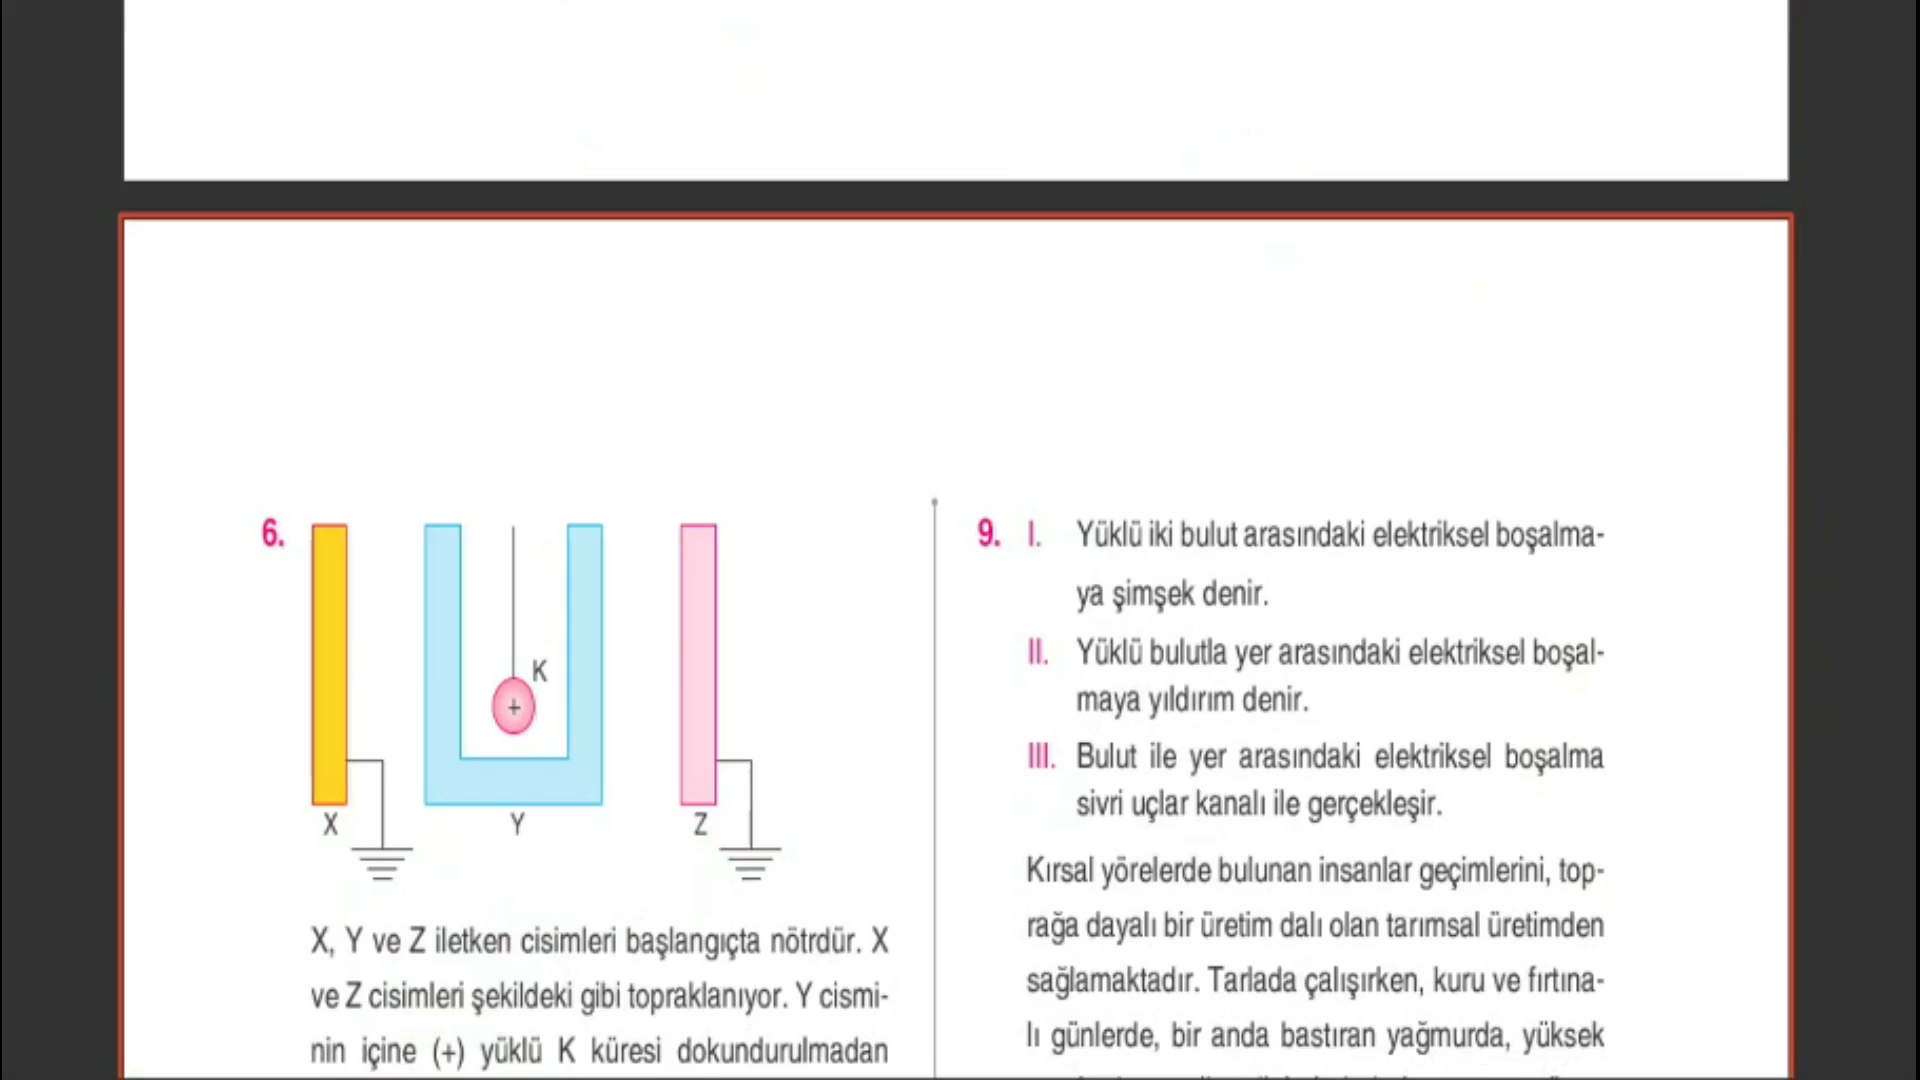 6.
K
+
X
Y
Z
X, Y ve Z iletken cisimleri başlangıçta nötrdür. X
ve Z cisimleri şekildeki gibi topraklanıyor. Y cismi-
nin içine (+) yüklü K küresi dokundurulmadan
9. I. Yüklü iki bulut arasındaki elektriksel boşalma-
ya şimşek denir.
II. Yüklü bulutla yer arasındaki elektriksel boşal-
maya yıldırım denir.
III. Bulut ile yer arasındaki elektriksel boşalma
sivri uçlar kanalı ile gerçekleşir.
Kırsal yörelerde bulunan insanlar geçimlerini, top-
rağa dayalı bir üretim dalı olan tarımsal üretimden
sağlamaktadır. Tarlada çalışırken, kuru ve fırtına-
lı günlerde, bir anda bastıran yağmurda, yüksek